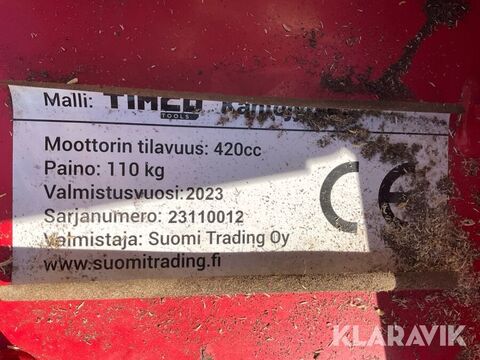 Malli: TIMCO
TOOLS
Moottorin tilavuus: 420cc
Paino: 110 kg
Valmistusvuosi:2023
Sarjanumero: 23110012
Valmistaja: Suomi Trading Oy
www.suomitrading.fi
CE
KLARAVIK